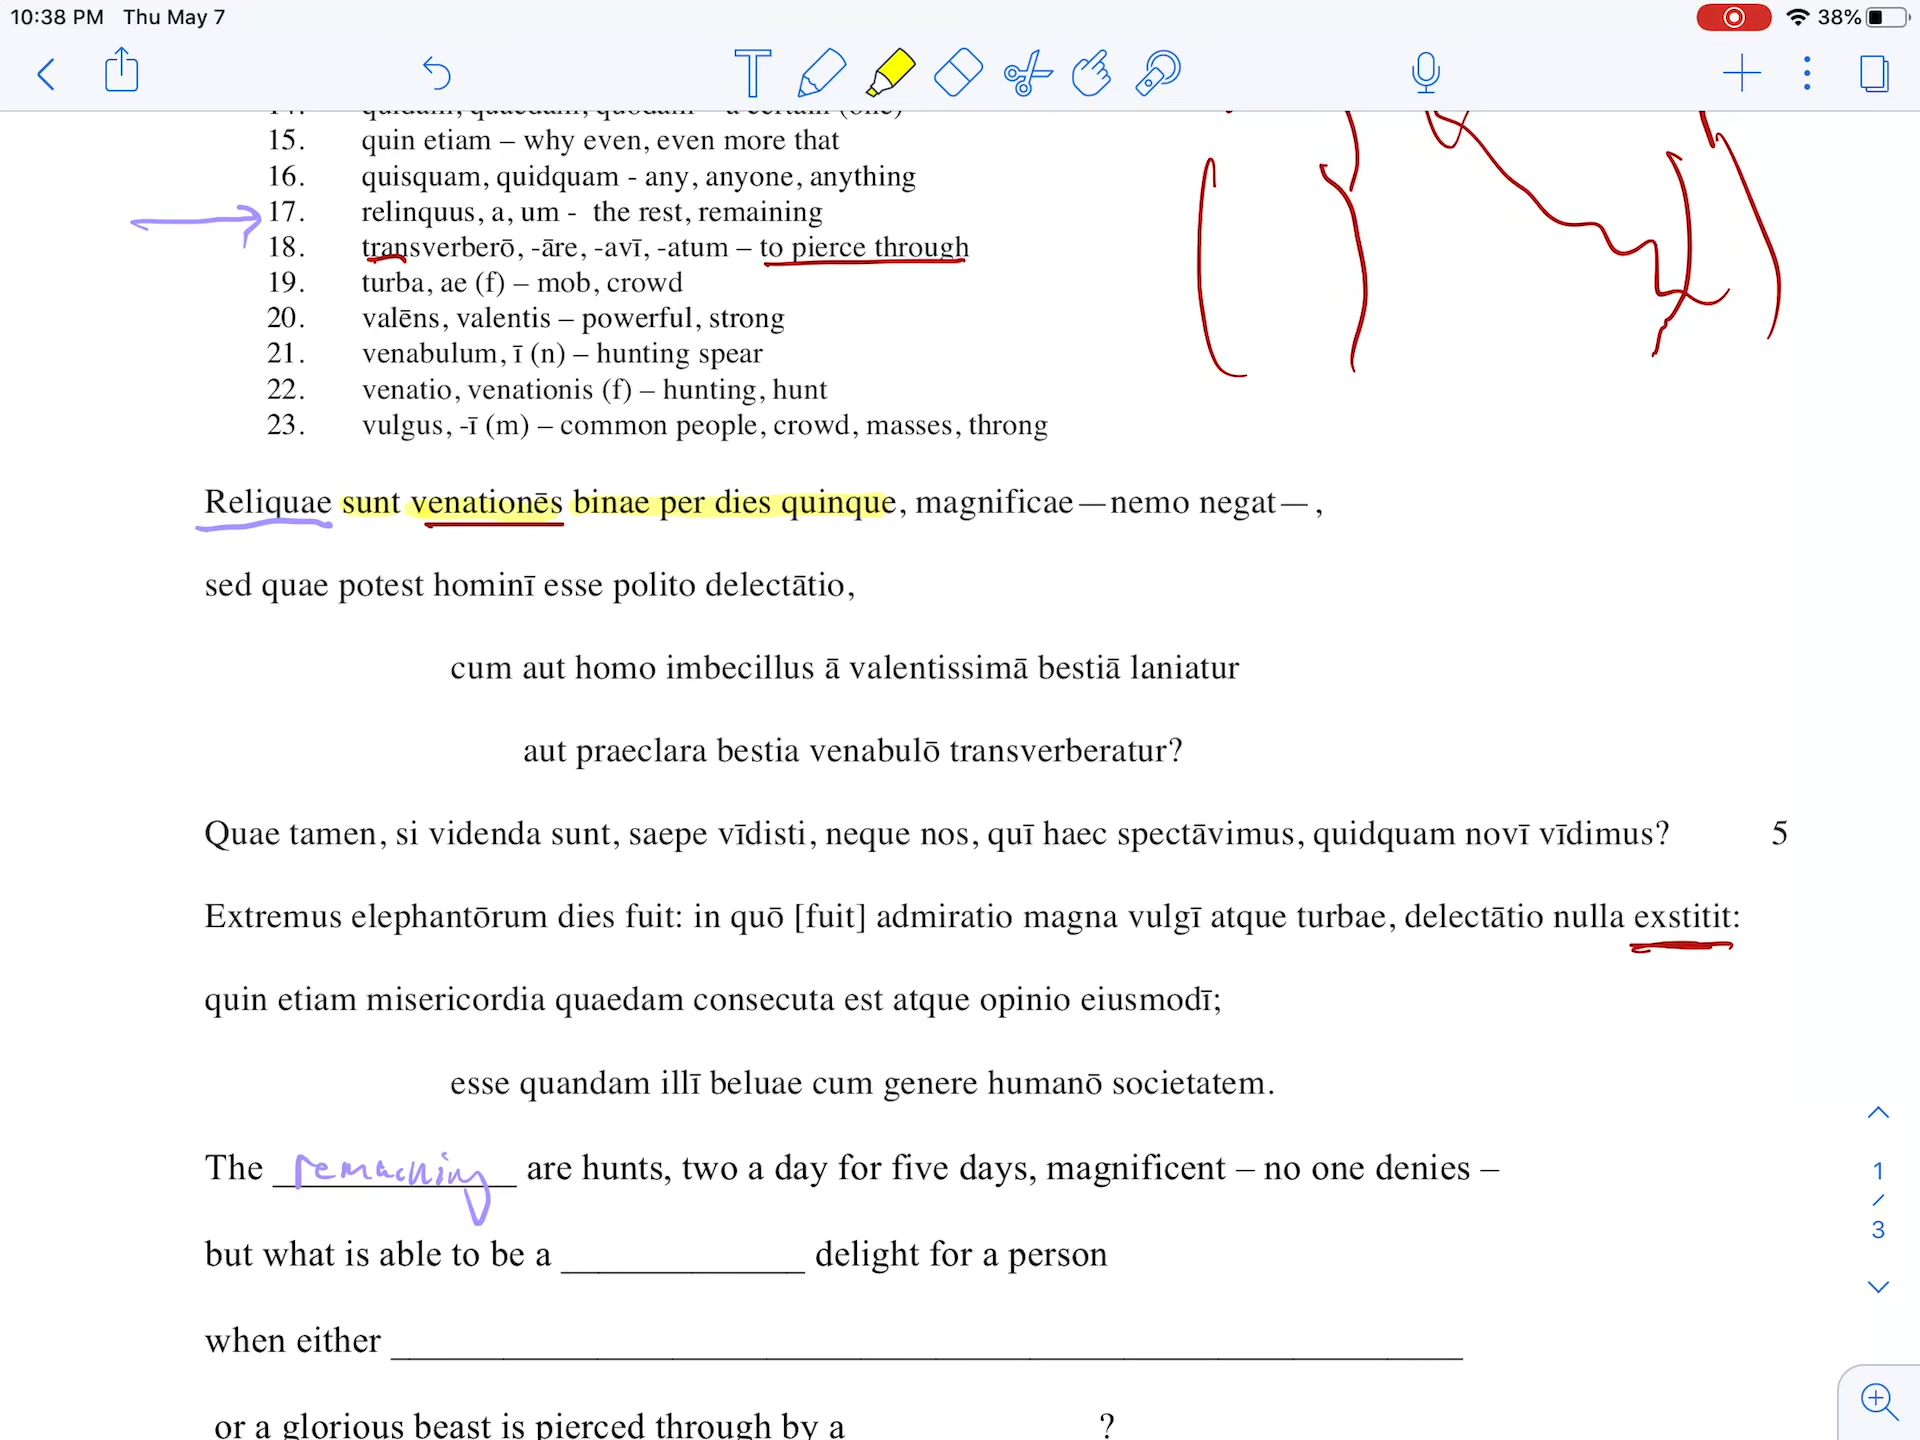 10:38 PM Thu May 7 38%
T
14. quidam, quaedam, quodam – a certain (one)
15. quin etiam – why even, even more that
16. quisquam, quidquam - any, anyone, anything
17. relinquus, a, um - the rest, remaining
18. transverberō, -āre, -avī, -atum – to pierce through
19. turba, ae (f) – mob, crowd
20. valēns, valentis – powerful, strong
21. venabulum, ī (n) – hunting spear
22. venatio, venationis (f) – hunting, hunt
23. vulgus, -ī (m) – common people, crowd, masses, throng
Reliquae sunt venationēs binae per dies quinque, magnificae—nemo negat—,
sed quae potest hominī esse polito delectātio,
cum aut homo imbecillus ā valentissimā bestiā laniatur
aut praeclara bestia venabulō transverberatur?
Quae tamen, si videnda sunt, saepe vīdisti, neque nos, quī haec spectāvimus, quidquam novī vīdimus? 5
Extremus elephantōrum dies fuit: in quō [fuit] admiratio magna vulgī atque turbae, delectātio nulla exstitit:
quin etiam misericordia quaedam consecuta est atque opinio eiusmodī;
esse quandam illī beluae cum genere humanō societatem.
The remaining are hunts, two a day for five days, magnificent – no one denies –
but what is able to be a ____________ delight for a person
when either ____________
or a glorious beast is pierced through by a ?
1
/
3